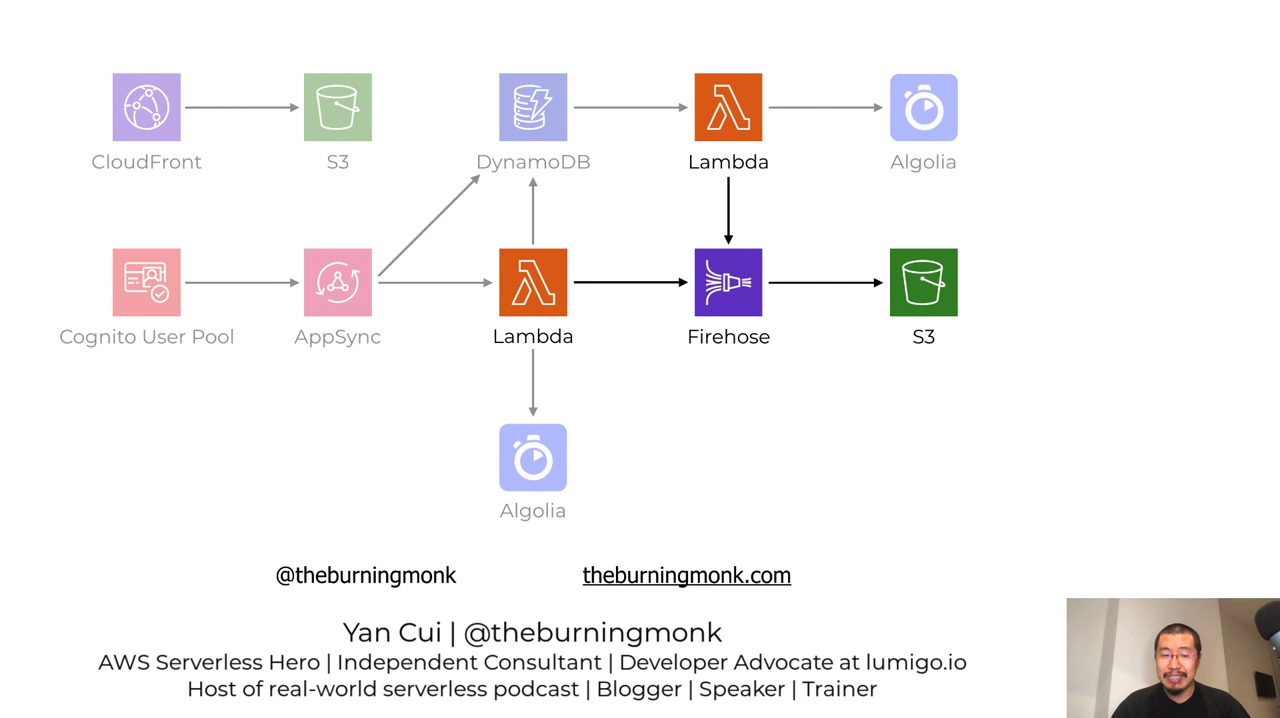 CloudFront
S3
DynamoDB
Lambda
Algolia
Cognito User Pool
AppSync
Lambda
Firehose
S3
Algolia
@theburningmonk
theburningmonk.com
Yan Cui | @theburningmonk
AWS Serverless Hero | Independent Consultant | Developer Advocate at lumigo.io
Host of real-world serverless podcast | Blogger | Speaker | Trainer